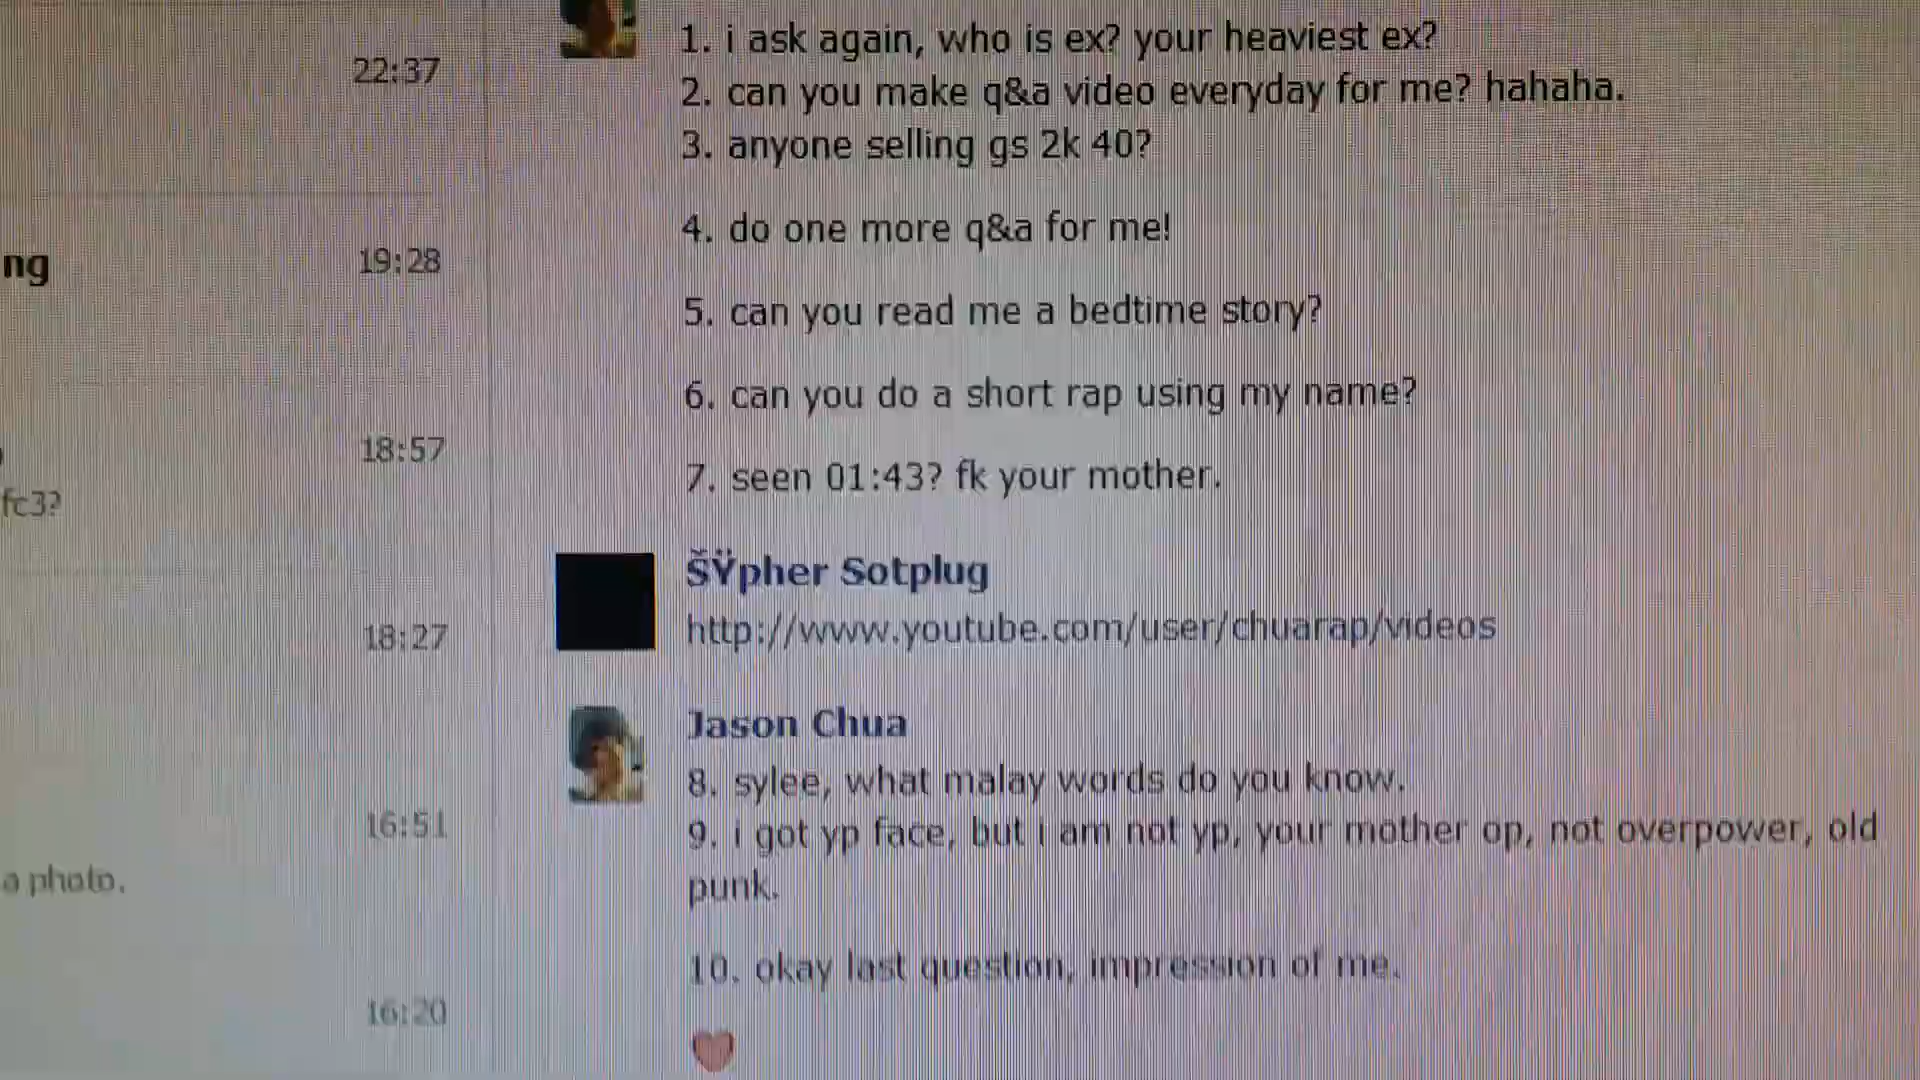 22:37
ng
19:28
18:57
fc3?
18:27
16:51
a photo.
16:20
1. i ask again, who is ex? your heaviest ex?
2. can you make q&a video everyday for me? hahaha.
3. anyone selling gs 2k 40?
4. do one more q&a for me!
5. can you read me a bedtime story?
6. can you do a short rap using my name?
7. seen 01:43? fk your mother.
ŠŸpher Sotplug
http://www.youtube.com/user/chuarap/videos
Jason Chua
8. sylee, what malay words do you know.
9. i got yp face, but i am not yp, your mother op, not overpower, old
punk.
10. okay last question, impression of me.